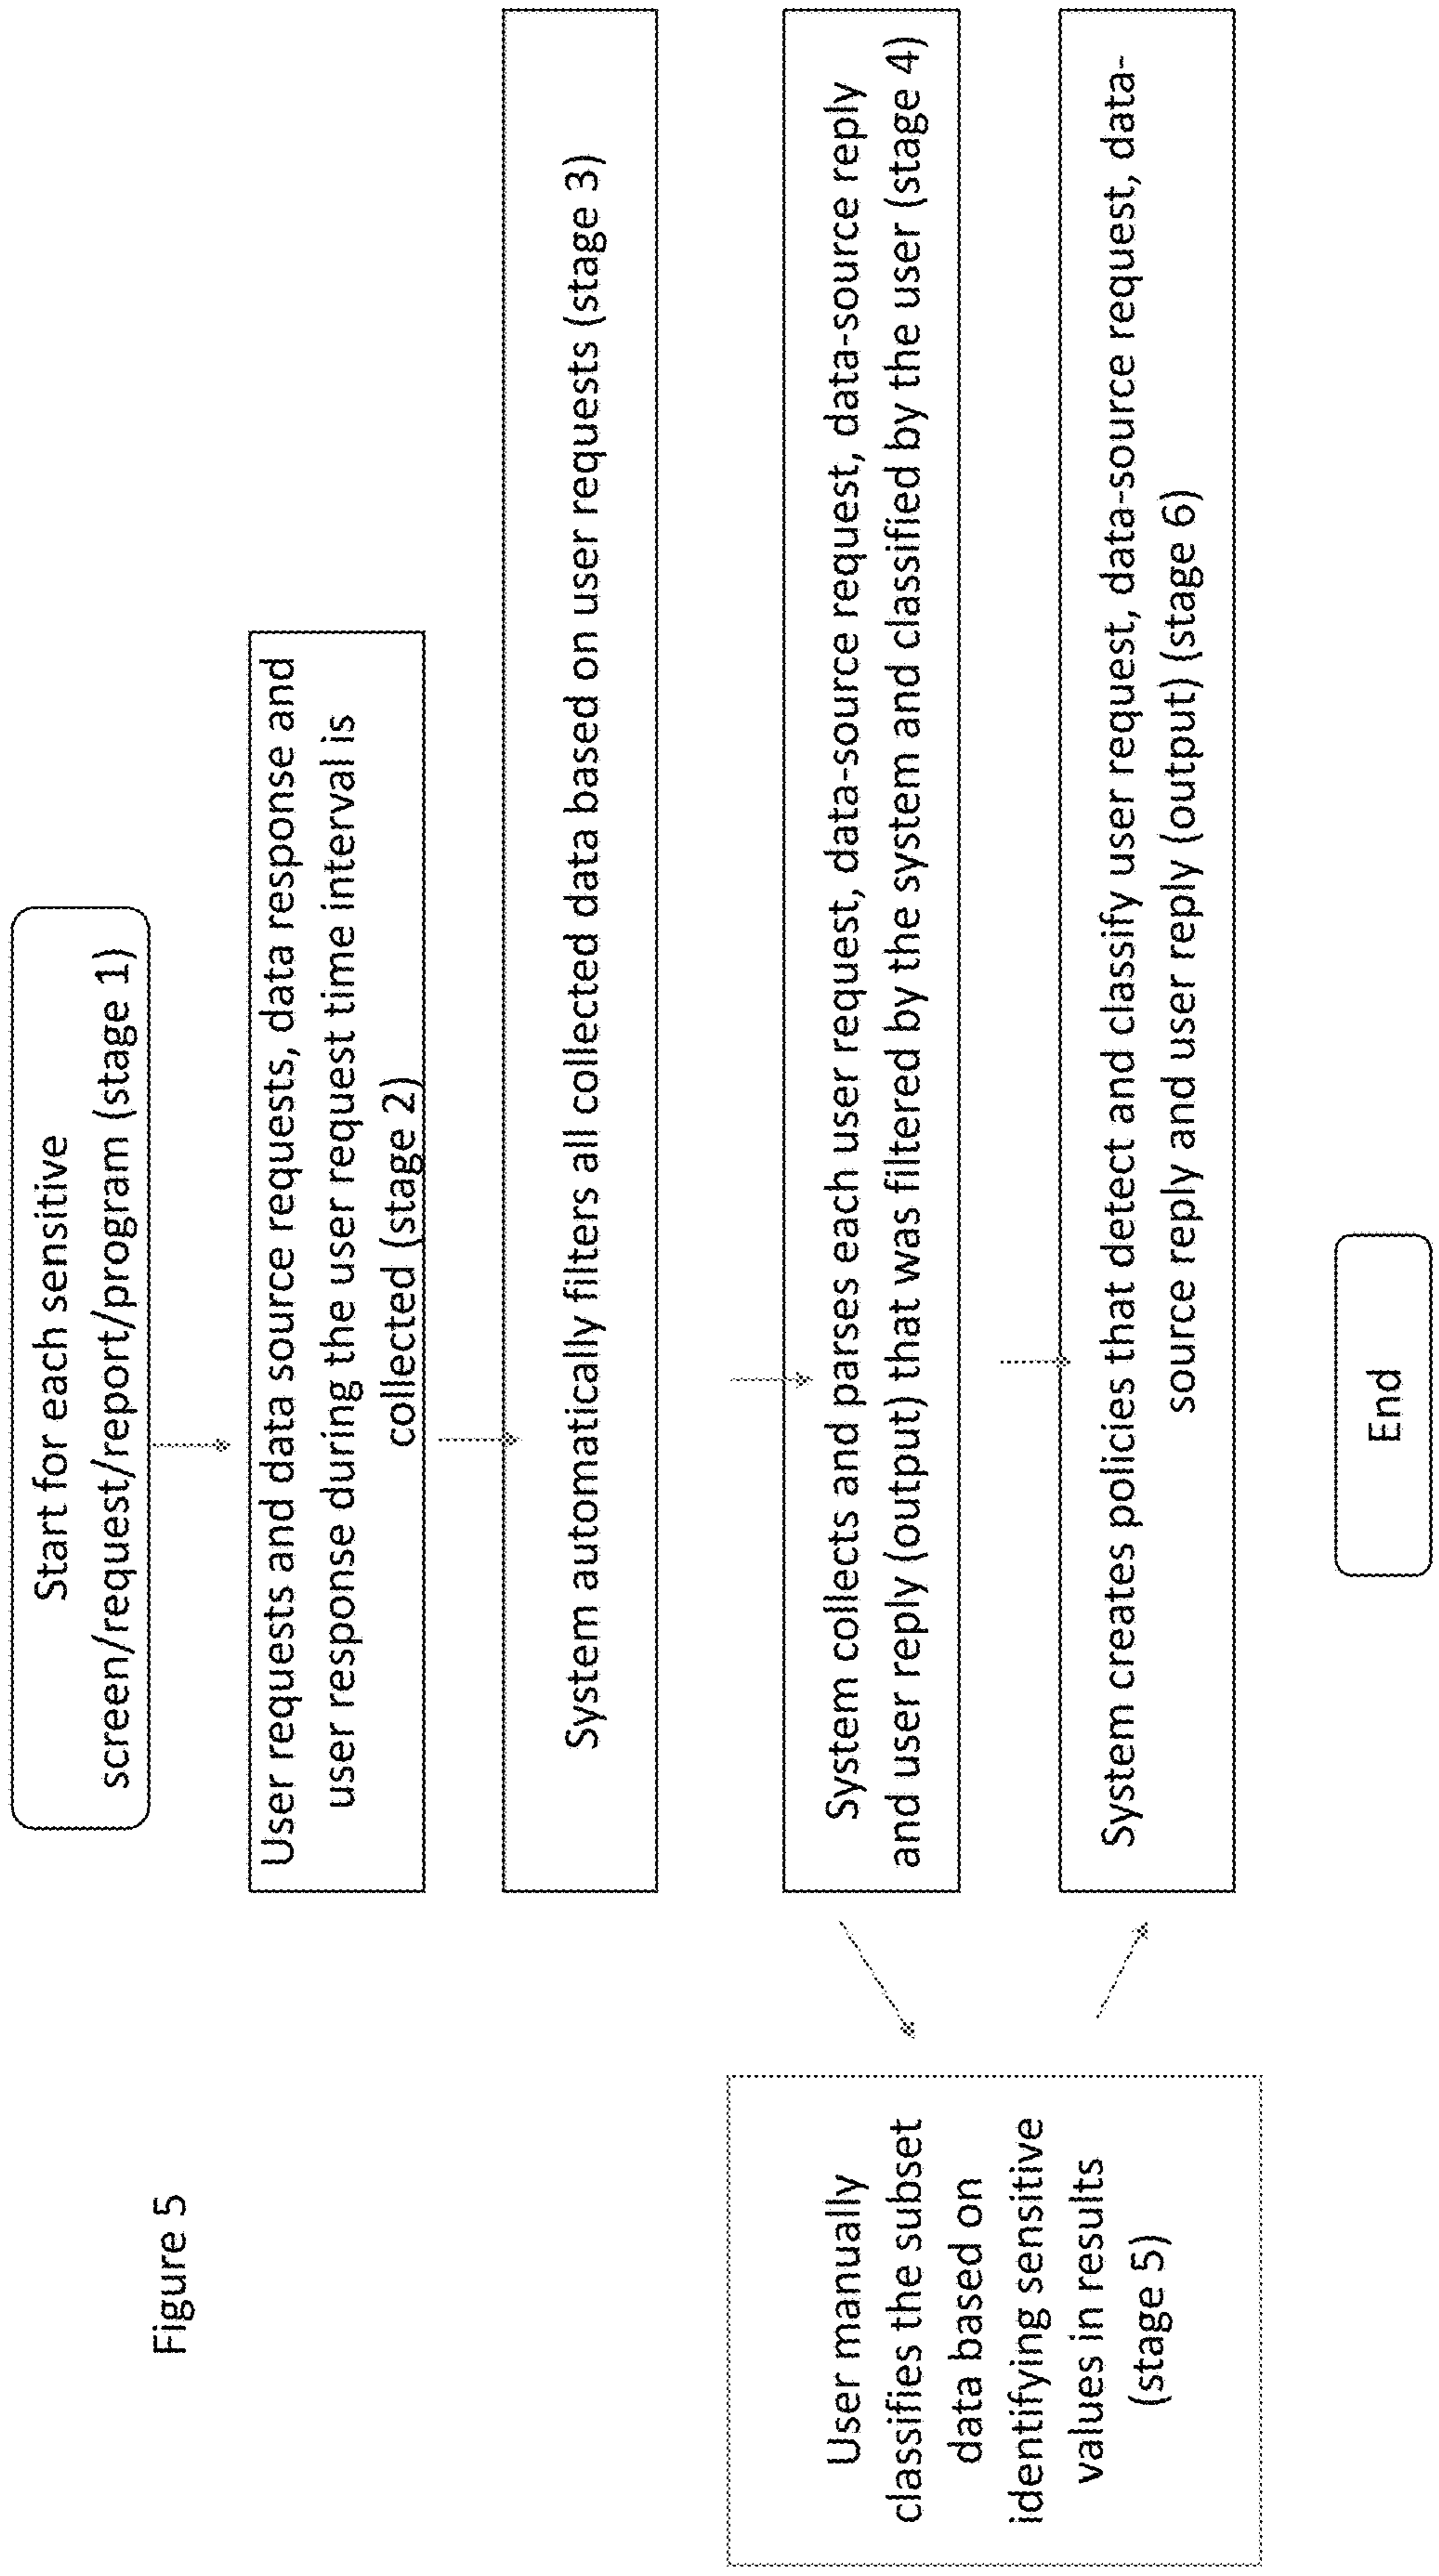 Figure 5
Start for each sensitive
screen/request/report/program (stage 1)
User requests and data source requests, data response and
user response during the user request time interval is
collected (stage 2)
System automatically filters all collected data based on user requests (stage 3)
System collects and parses each user request, data-source request, data-source reply
and user reply (output) that was filtered by the system and classified by the user (stage 4)
User manually
classifies the subset
data based on
identifying sensitive
values in results
(stage 5)
System creates policies that detect and classify user request, data-source request, data-
source reply and user reply (output) (stage 6)
End